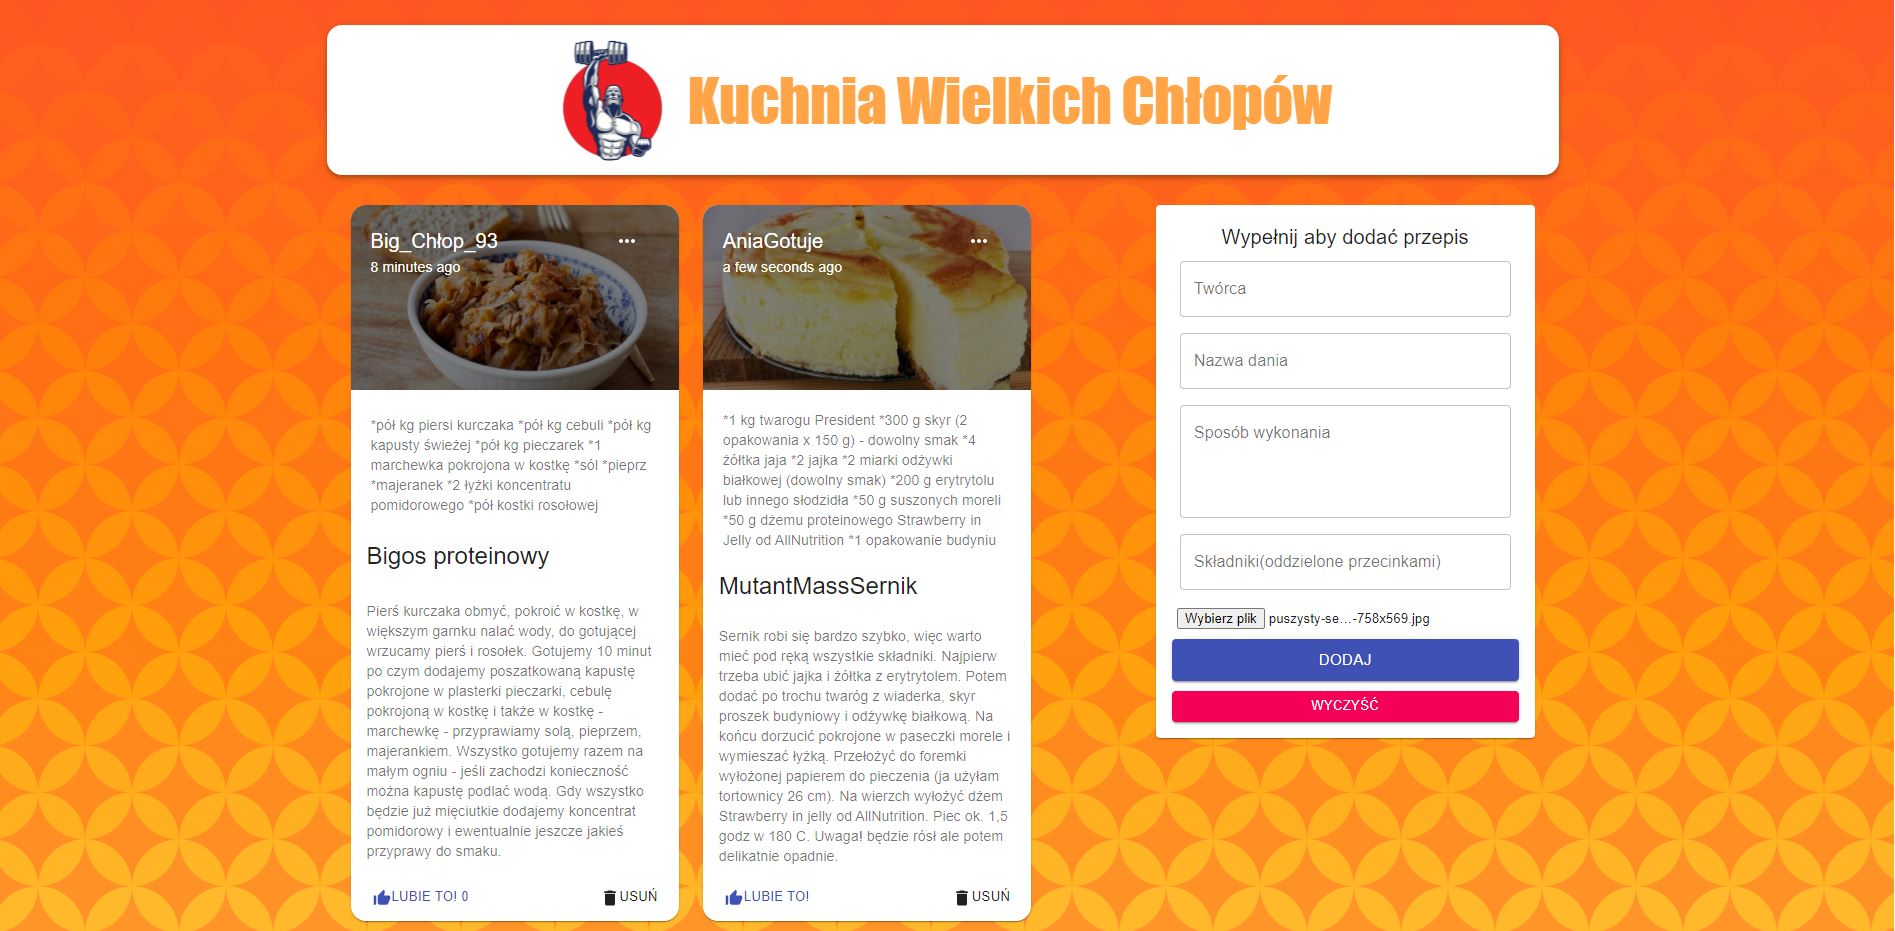 Kuchnia Wielkich Chłopów
Big_Chłop_93
8 minutes ago
*pół kg piersi kurczaka *pół kg cebuli *pół kg
kapusty świeżej *pół kg pieczarek *1
marchewka pokrojona w kostkę *sól *pieprz
*majeranek *2 łyżki koncentratu
pomidorowego *pół kostki rosołowej
Bigos proteinowy
Pierś kurczaka obmyć, pokroić w kostkę, w
większym garnku nalać wody, do gotującej
wrzucamy pierś i rosołek. Gotujemy 10 minut
po czym dodajemy poszatkowaną kapustę
pokrojone w plasterki pieczarki, cebulę
pokrojoną w kostkę i także w kostkę -
marchewkę - przyprawiamy solą, pieprzem,
majerankiem. Wszystko gotujemy razem na
małym ogniu - jeśli zachodzi konieczność
można kapustę podlać wodą. Gdy wszystko
będzie już mięciutkie dodajemy koncentrat
pomidorowy i ewentualnie jeszcze jakieś
przyprawy do smaku.
LUBIE TO! 0
USUŃ
AniaGotuje
a few seconds ago
*1 kg twarogu President *300 g skyr (2
opakowania x 150 g) - dowolny smak *4
żółtka jaja *2 jajka *2 miarki odżywki
białkowej (dowolny smak) *200 g erytrytolu
lub innego słodzidła *50 g suszonych moreli
*50 g dżemu proteinowego Strawberry in
Jelly od AllNutrition *1 opakowanie budyniu
MutantMassSernik
Sernik robi się bardzo szybko, więc warto
mieć pod ręką wszystkie składniki. Najpierw
trzeba ubić jajka i żółtka z erytrytolem. Potem
dodać po trochu twaróg z wiaderka, skyr
proszek budyniowy i odżywkę białkową. Na
końcu dorzucić pokrojone w paseczki morele i
wymieszać łyżką. Przełożyć do foremki
wyłożonej papierem do pieczenia (ja użyłam
tortownicy 26 cm). Na wierzch wyłożyć dżem
Strawberry in jelly od AllNutrition. Piec ok. 1,5
godz w 180 C. Uwaga! będzie rósł ale potem
delikatnie opadnie.
LUBIE TO!
USUŃ
Wypełnij aby dodać przepis
Twórca
Nazwa dania
Sposób wykonania
Składniki(oddzielone przecinkami)
Wybierz plik puszysty-se...-758x569.jpg
DODAJ
WYCZYŚĆ